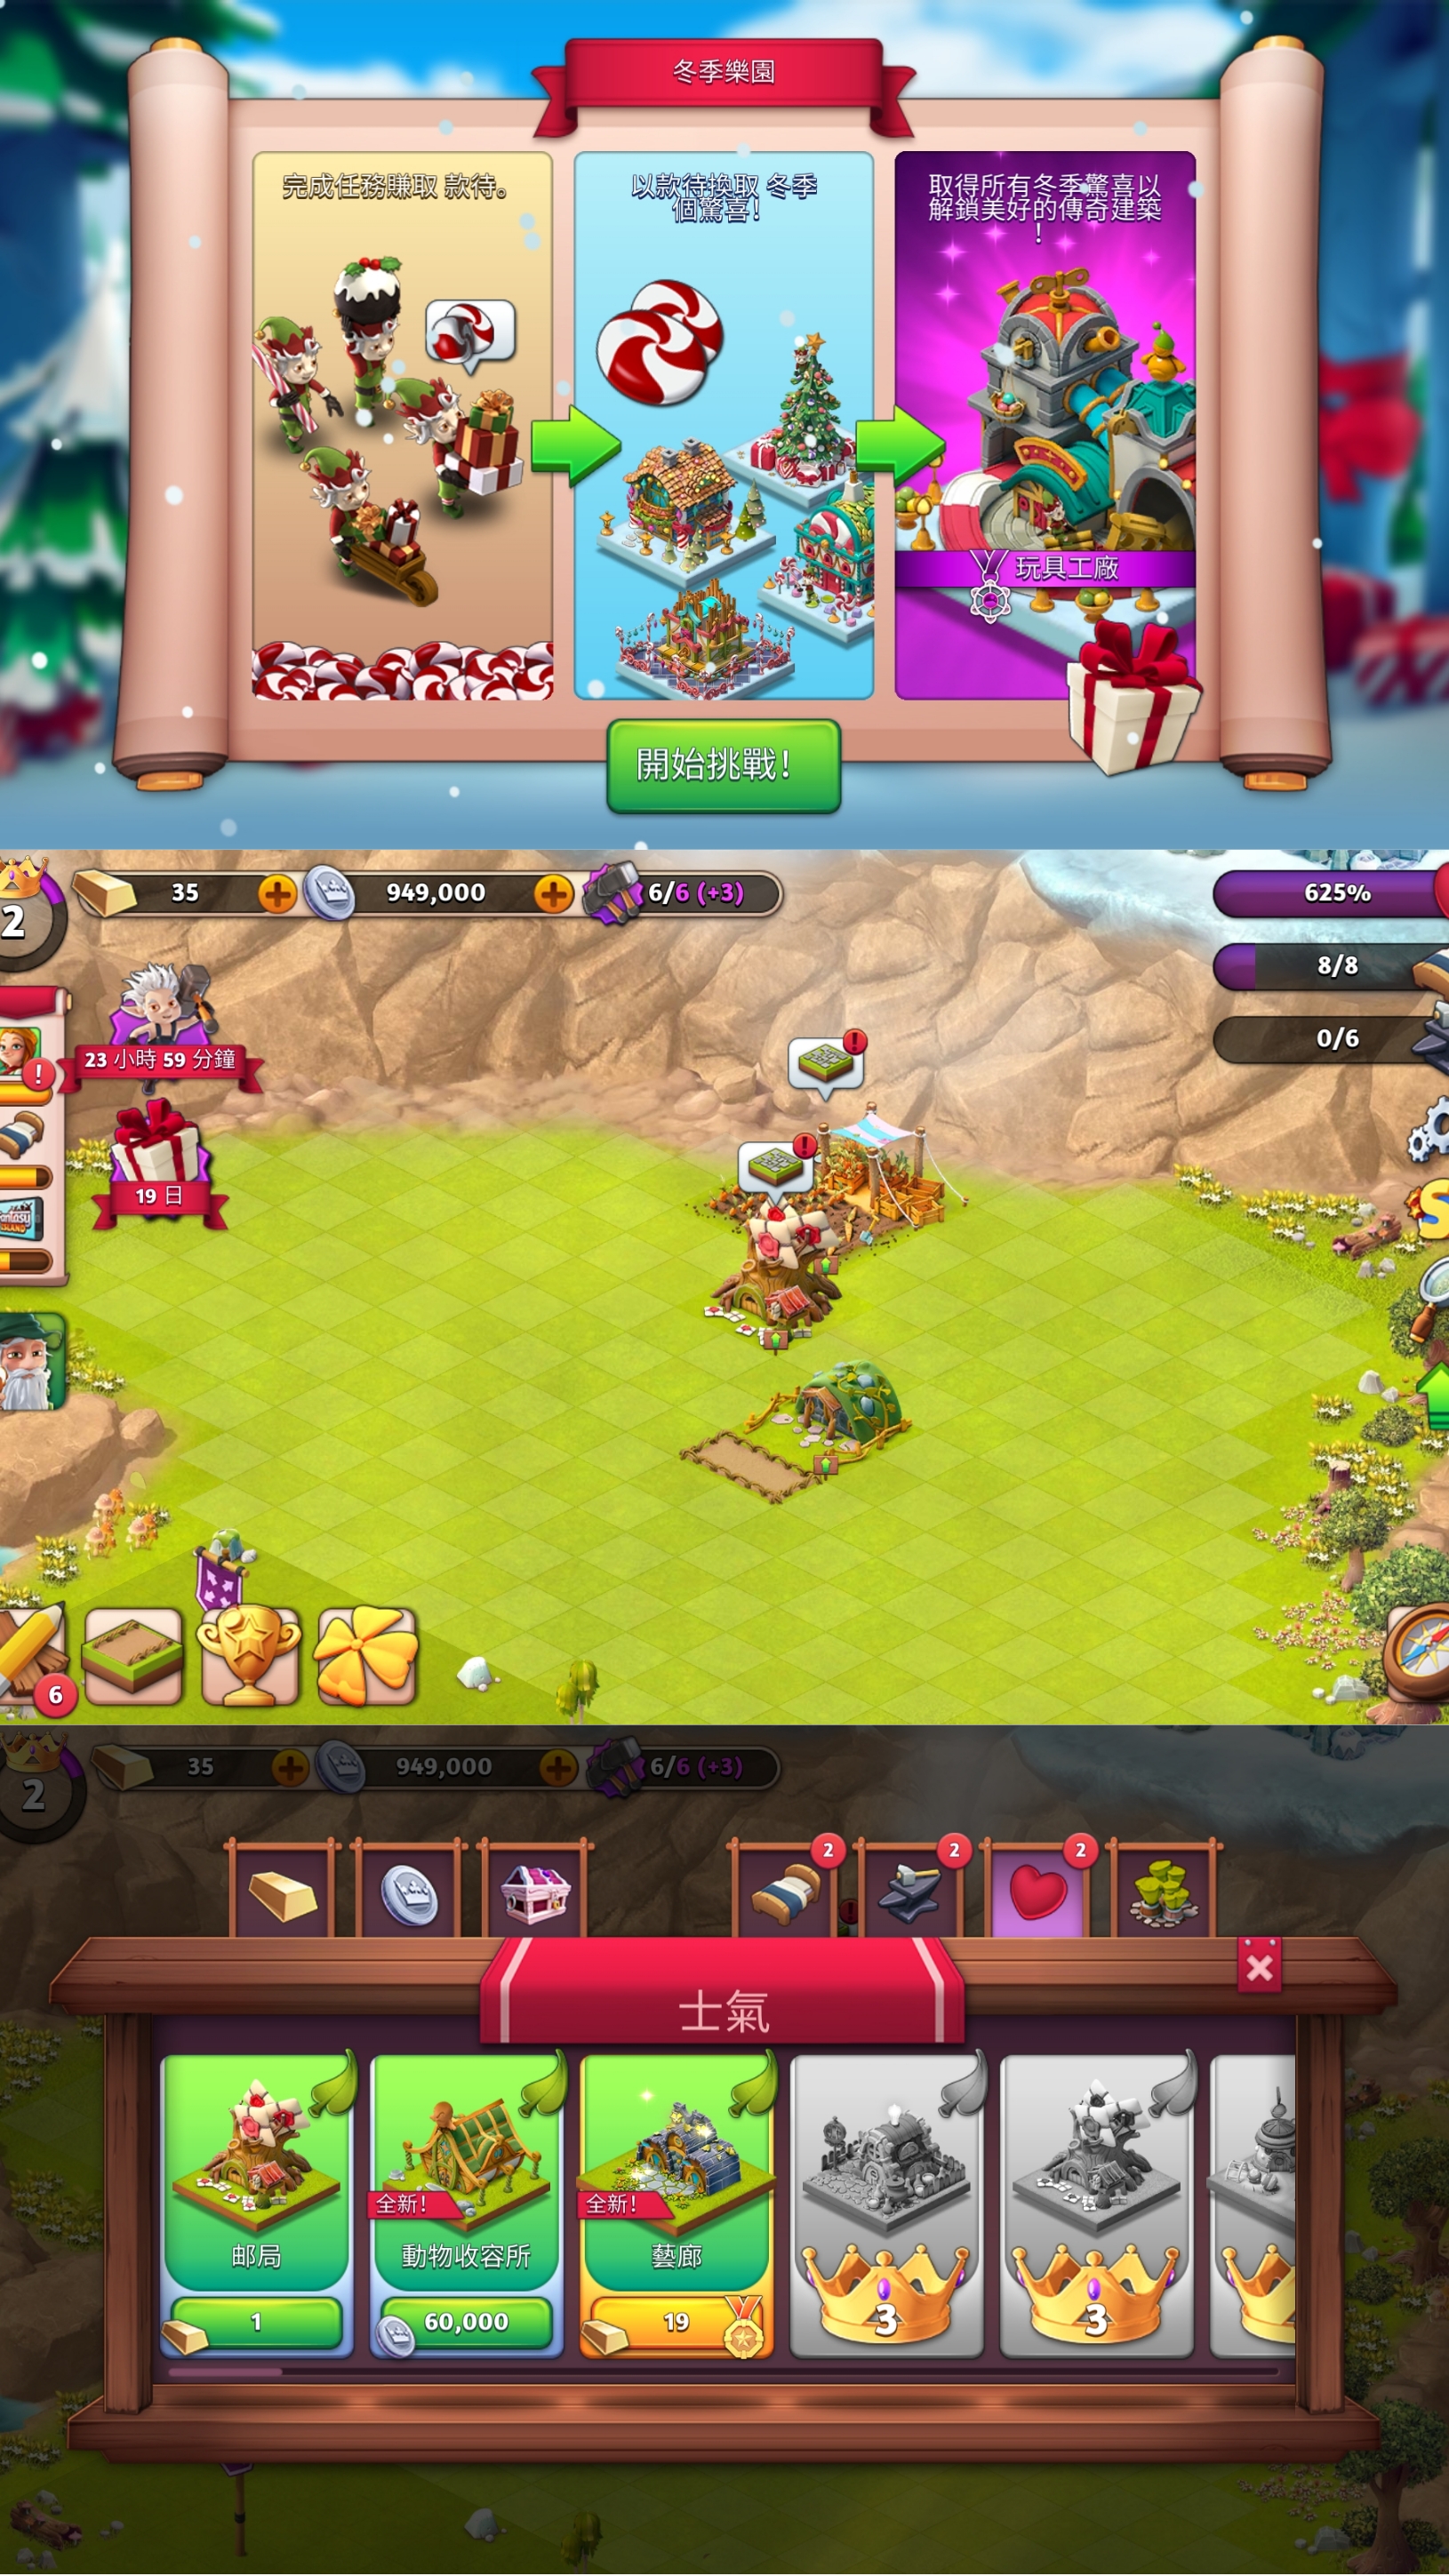 冬季樂園
完成任務賺取 款待。
以款待換取 冬季
個驚喜！
取得所有冬季驚喜以
解鎖美好的傳奇建築
！
玩具工廠
開始挑戰！
2
35
949,000
6/6 (+3)
625%
8/8
0/6
23 小時 59 分鐘
19 日
6
2
35
949,000
6/6 (+3)
2
2
2
士氣
邮局
全新！
動物收容所
全新！
藝廊
1
60,000
19
3
3